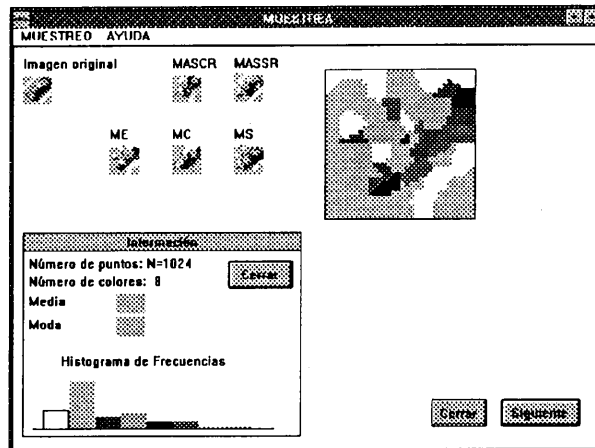 MUESTREA
MUESTREO AYUDA
Imagen original MASCR MASSR
ME MC MS
Información
Número de puntos: N=1024
Número de colores: 8
Cerrar
Media
Moda
Histograma de Frecuencias
Cerrar Siguiente